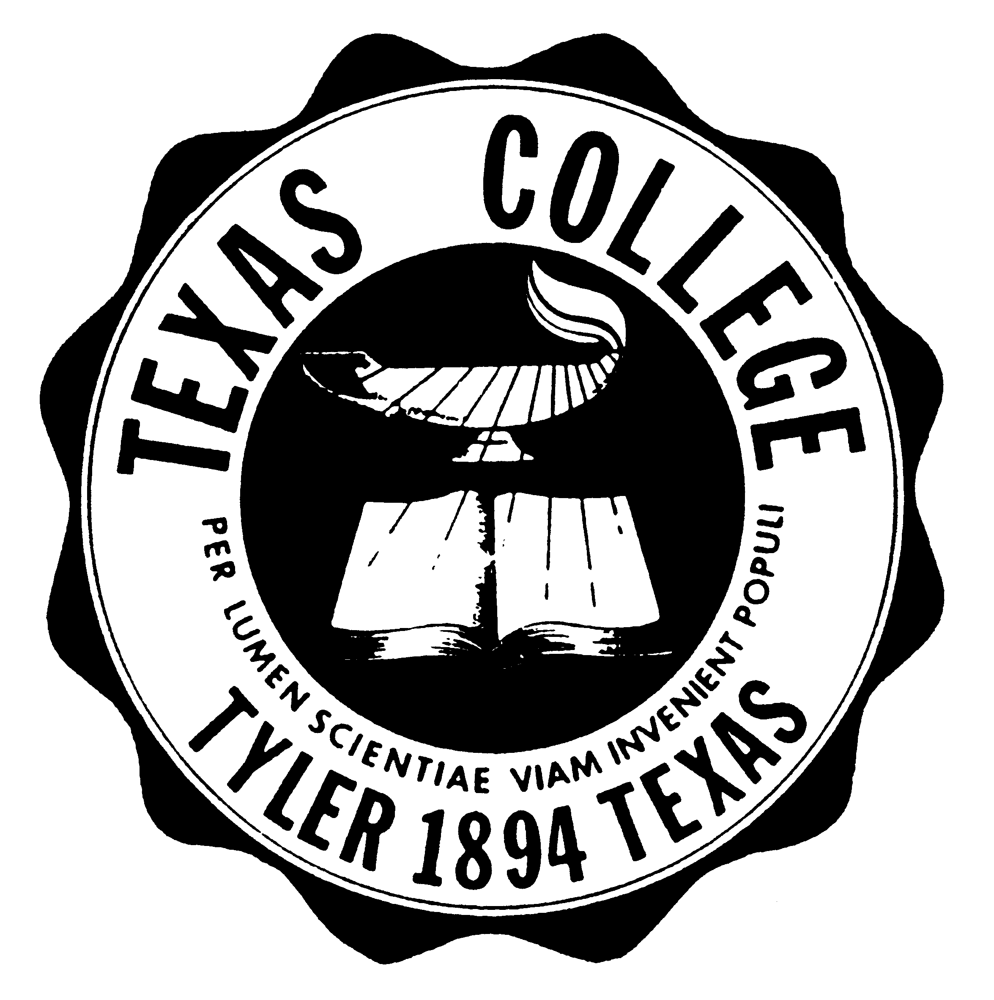 TEXAS COLLEGE
PER LUMEN SCIENTIAE VIAM INVENIENT POPULI
TYLER 1894 TEXAS